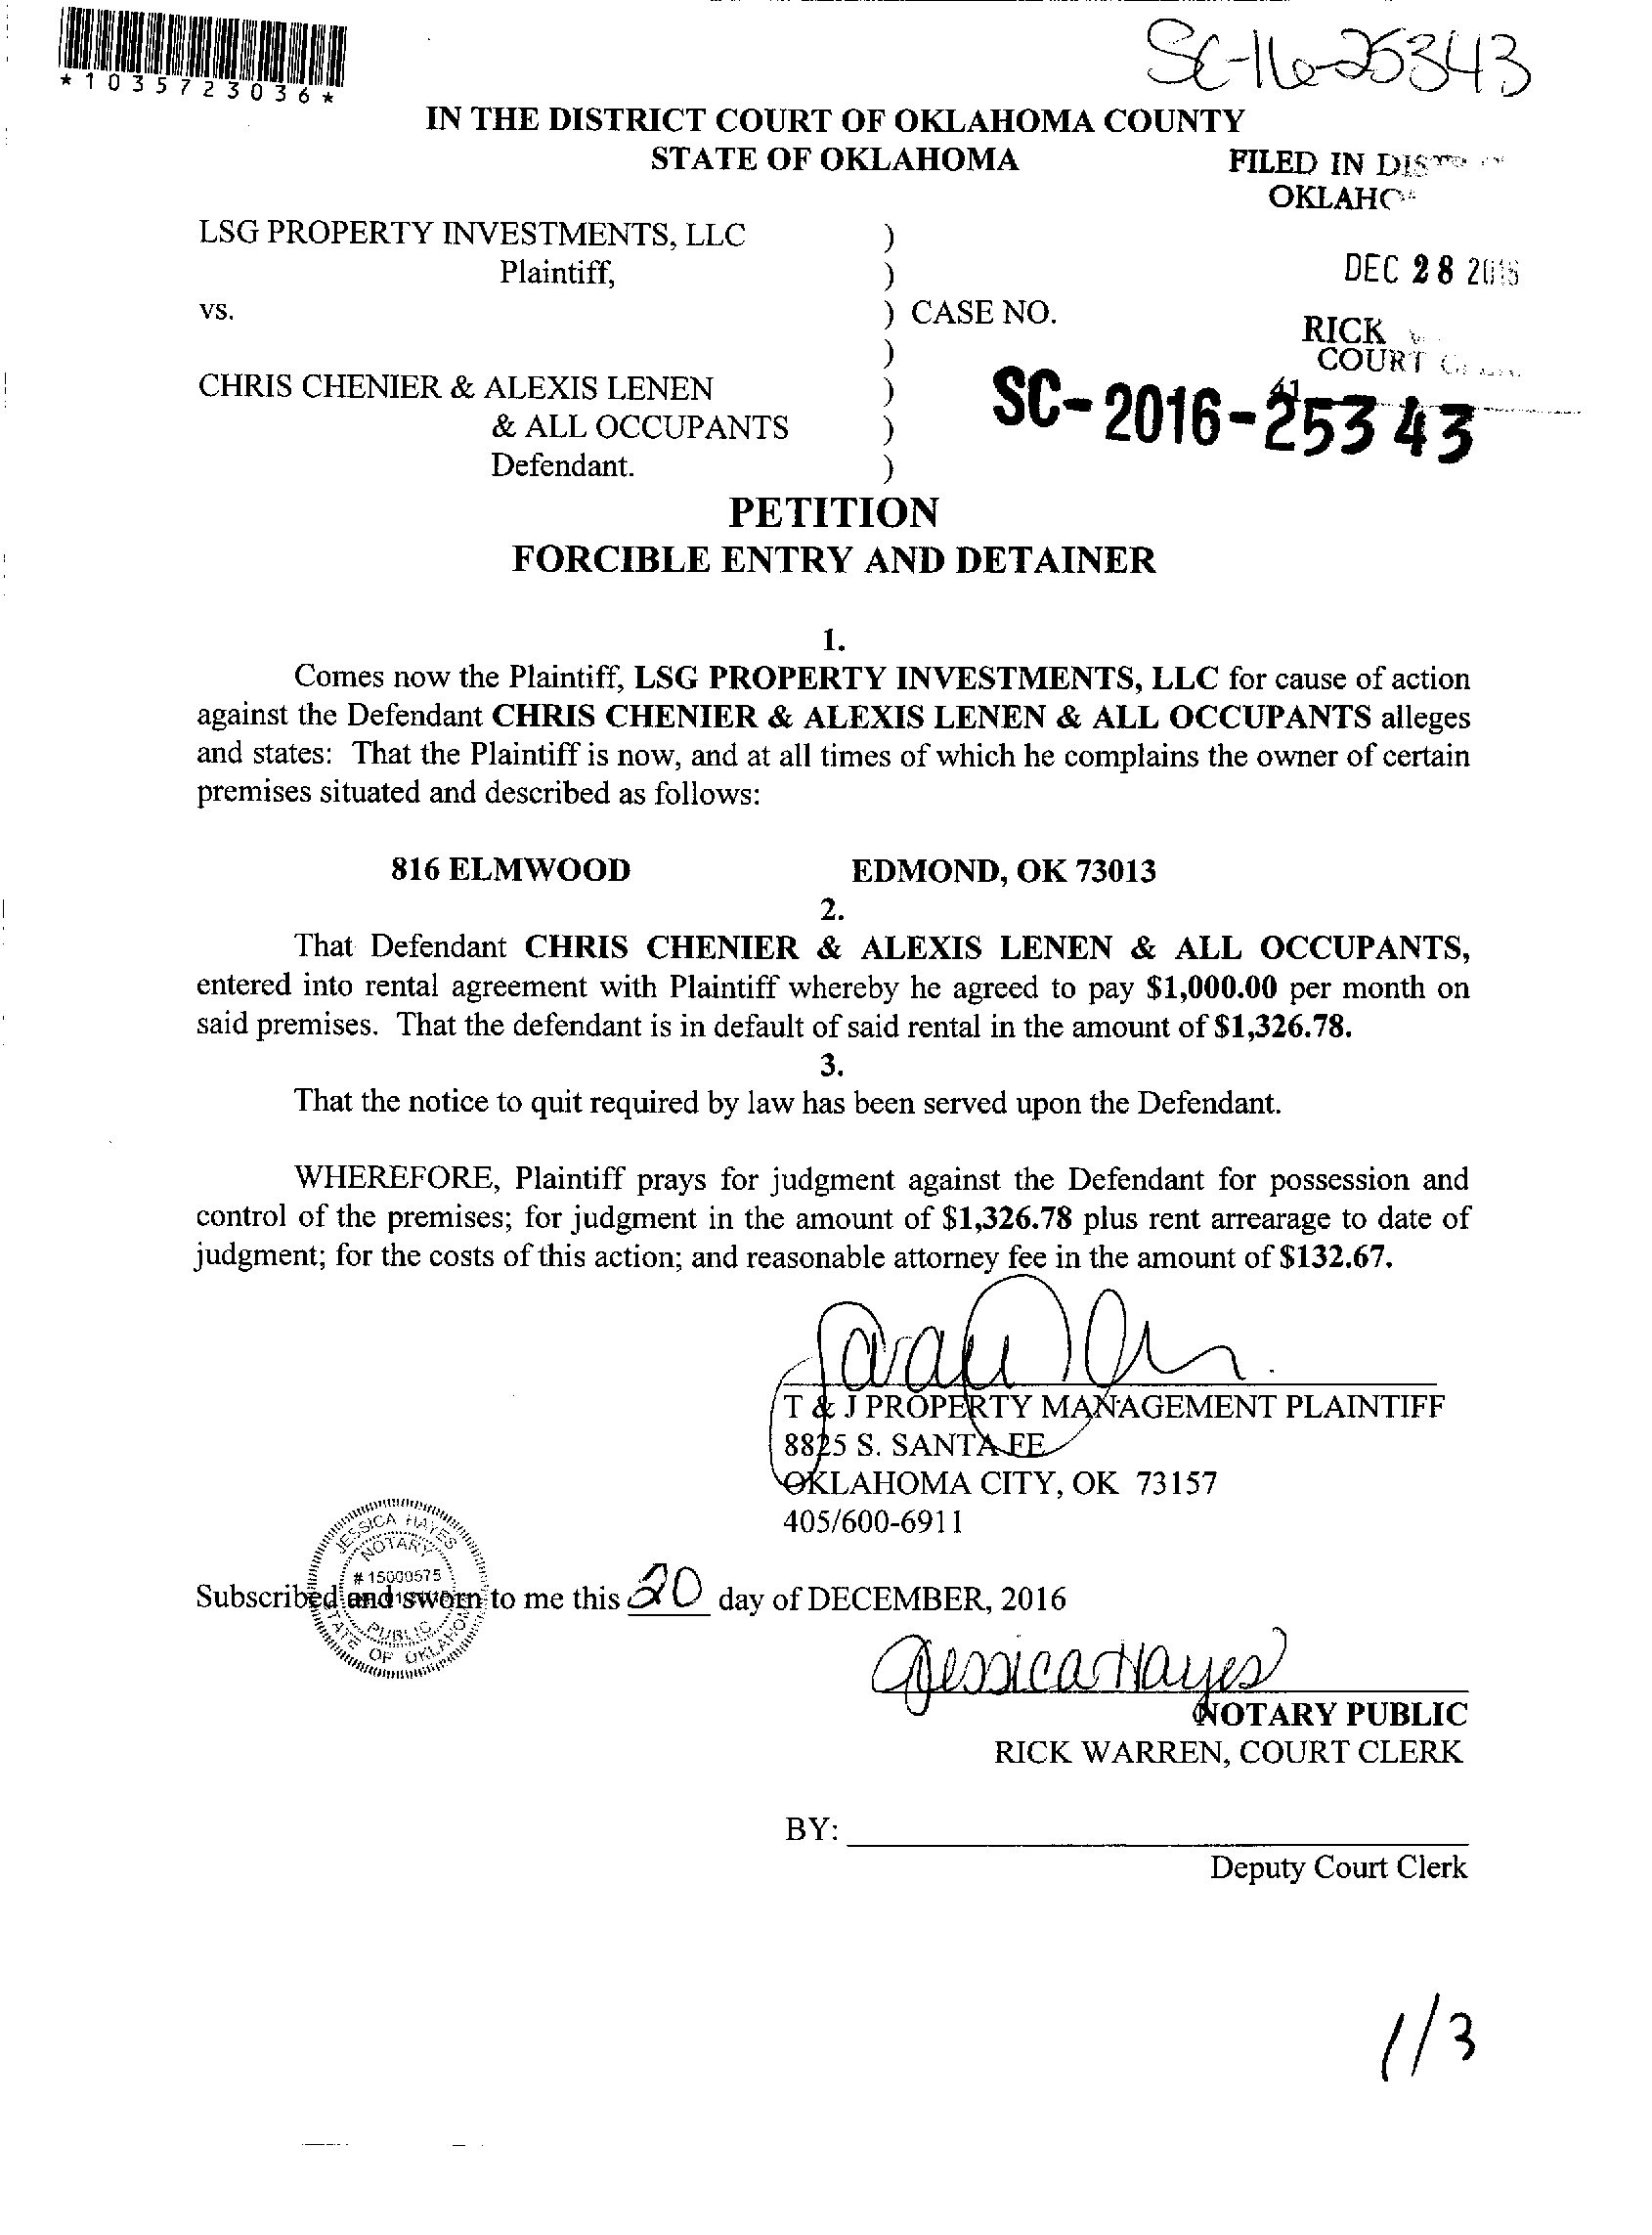 *1035723036*
SC-16-25343
IN THE DISTRICT COURT OF OKLAHOMA COUNTY
STATE OF OKLAHOMA
FILED IN
LSG PROPERTY INVESTMENTS, LLC )
Plaintiff, )
DEC 28 2016
vs. ) CASE NO.
)
RICK
COURT
CHRIS CHENIER & ALEXIS LENEN )
41
SC-2016-25343
& ALL OCCUPANTS )
Defendant. )
PETITION
FORCIBLE ENTRY AND DETAINER
1.
Comes now the Plaintiff, LSG PROPERTY INVESTMENTS, LLC for cause of action
against the Defendant CHRIS CHENIER & ALEXIS LENEN & ALL OCCUPANTS alleges
and states: That the Plaintiff is now, and at all times of which he complains the owner of certain
premises situated and described as follows:
816 ELMWOOD EDMOND, OK 73013
2.
That Defendant CHRIS CHENIER & ALEXIS LENEN & ALL OCCUPANTS,
entered into rental agreement with Plaintiff whereby he agreed to pay $1,000.00 per month on
said premises. That the defendant is in default of said rental in the amount of $1,326.78.
3.
That the notice to quit required by law has been served upon the Defendant.
WHEREFORE, Plaintiff prays for judgment against the Defendant for possession and
control of the premises; for judgment in the amount of $1,326.78 plus rent arrearage to date of
judgment; for the costs of this action; and reasonable attorney fee in the amount of $132.67.
T & J PROPERTY MANAGEMENT PLAINTIFF
8825 S. SANTA FE
OKLAHOMA CITY, OK 73157
405/600-6911
JESSICA HAYES
NOTARY
# 15000575
PUBLIC
STATE OF OKLAHOMA
Subscribed and sworn to me this 20 day of DECEMBER, 2016
Jessica Hayes
NOTARY PUBLIC
RICK WARREN, COURT CLERK
BY:
Deputy Court Clerk
1/3